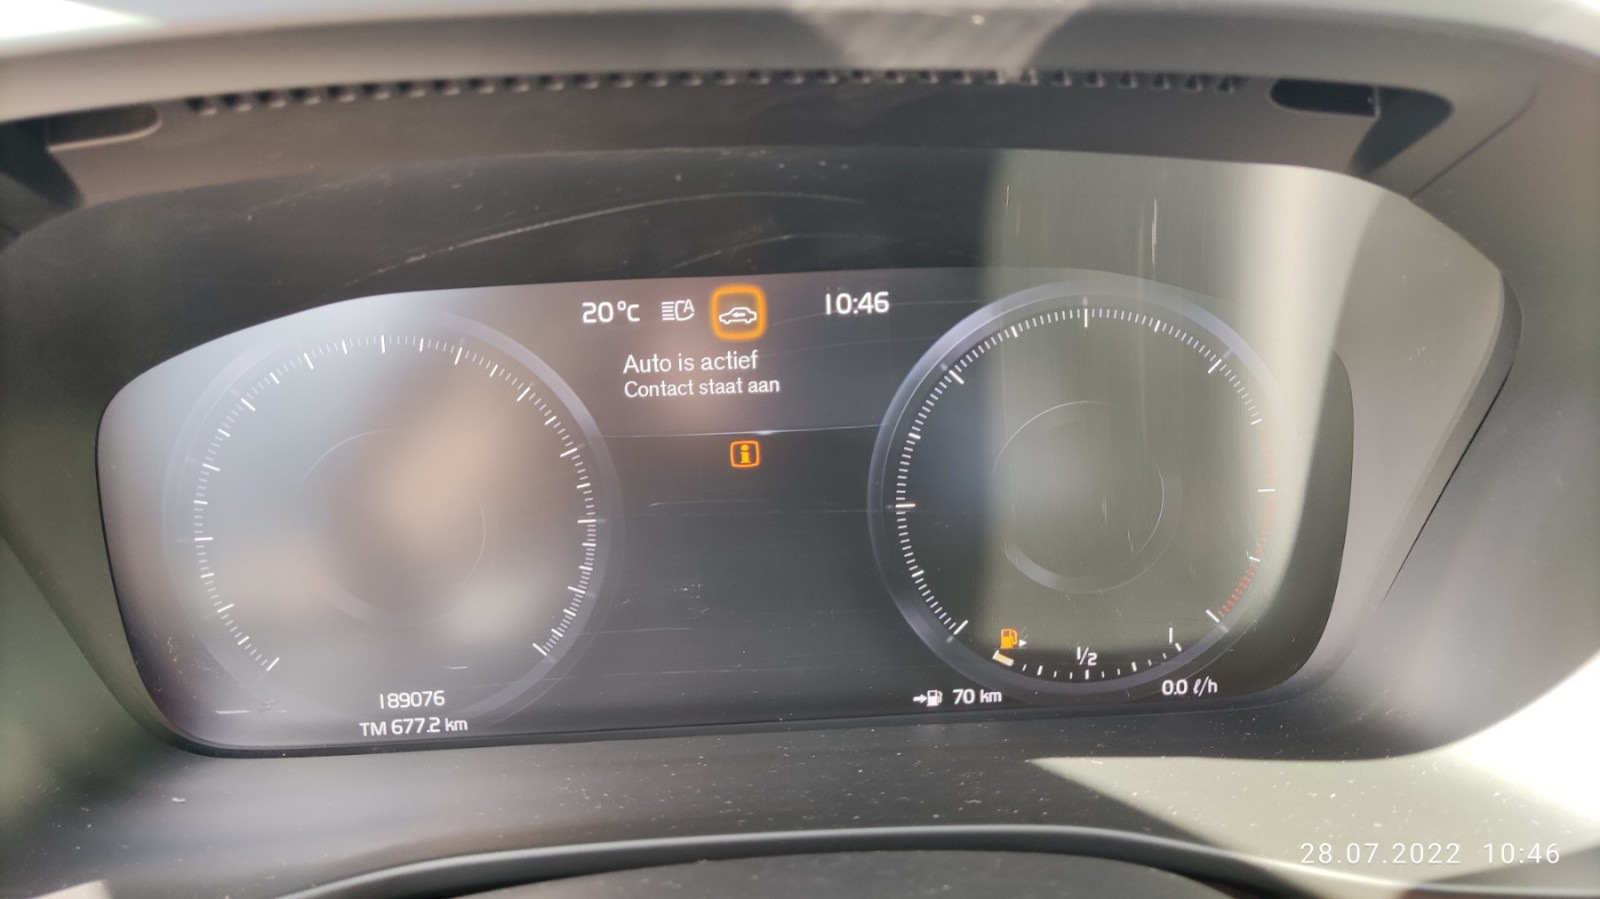 20°C
10:46
Auto is actief
Contact staat aan
1/2
189076
TM 677.2 km
70 km
0.0 ℓ/h
28.07.2022 10:46